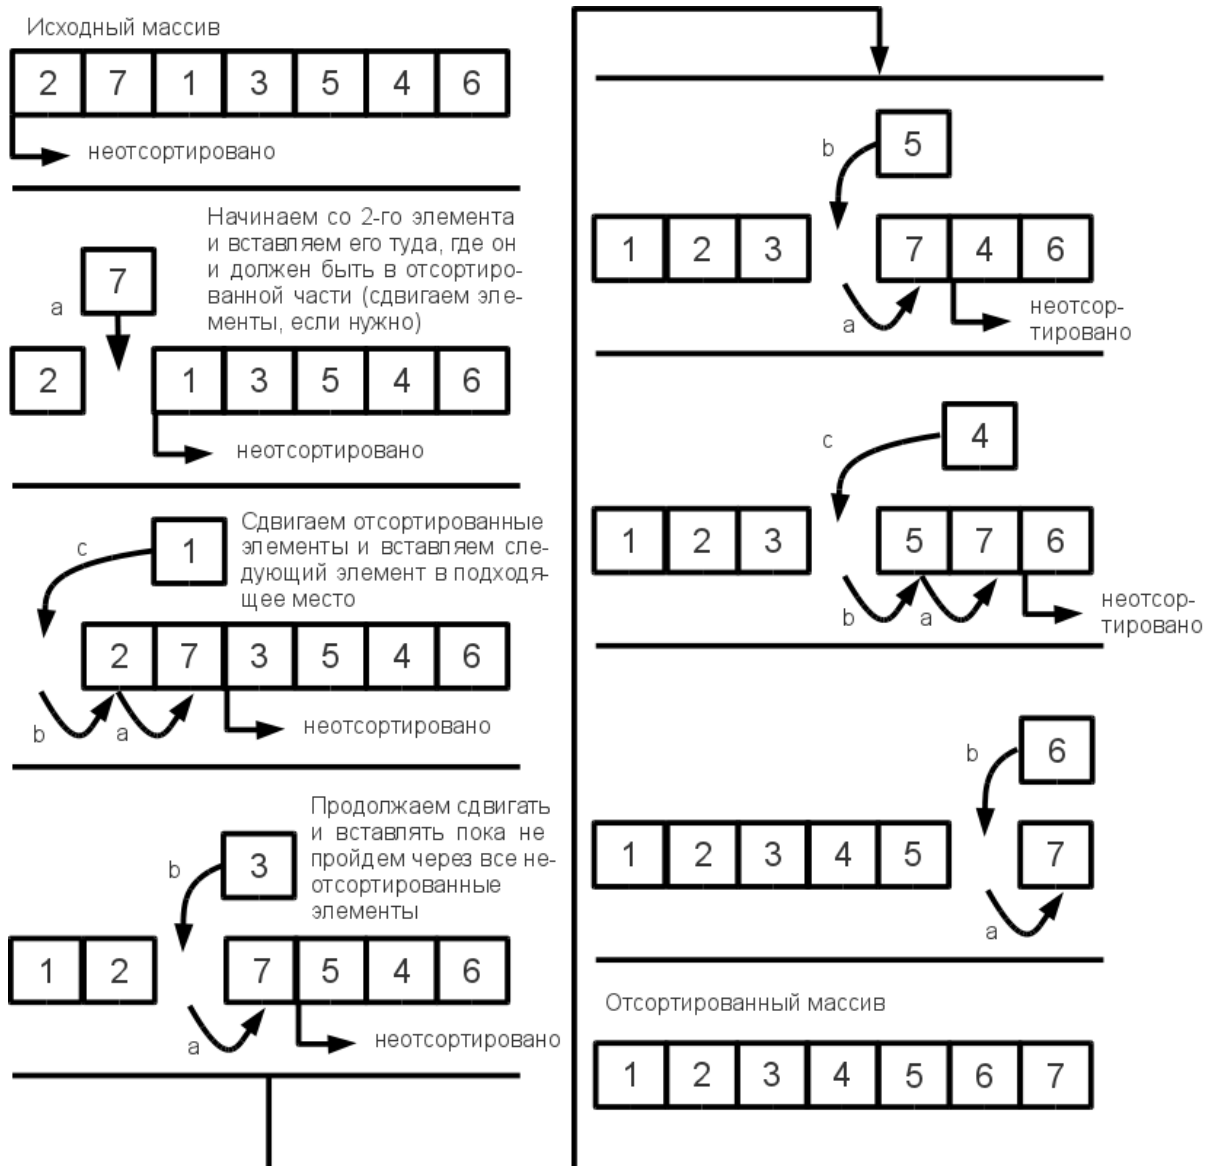 Исходный массив
2 7 1 3 5 4 6
неотсортировано
Начинаем со 2-го элемента
и вставляем его туда, где он
и должен быть в отсортиро-
ванной части (сдвигаем эле-
менты, если нужно)
7
a
2 1 3 5 4 6
неотсортировано
Сдвигаем отсортированные
элементы и вставляем сле-
дующий элемент в подходя-
щее место
1
c
2 7 3 5 4 6
b a
неотсортировано
Продолжаем сдвигать
и вставлять пока не
пройдем через все не-
отсортированные
элементы
3
b
1 2 7 5 4 6
a
неотсортировано
5
b
1 2 3 7 4 6
a
неотсор-
тировано
4
c
1 2 3 5 7 6
b a
неотсор-
тировано
6
b
1 2 3 4 5 7
a
Отсортированный массив
1 2 3 4 5 6 7